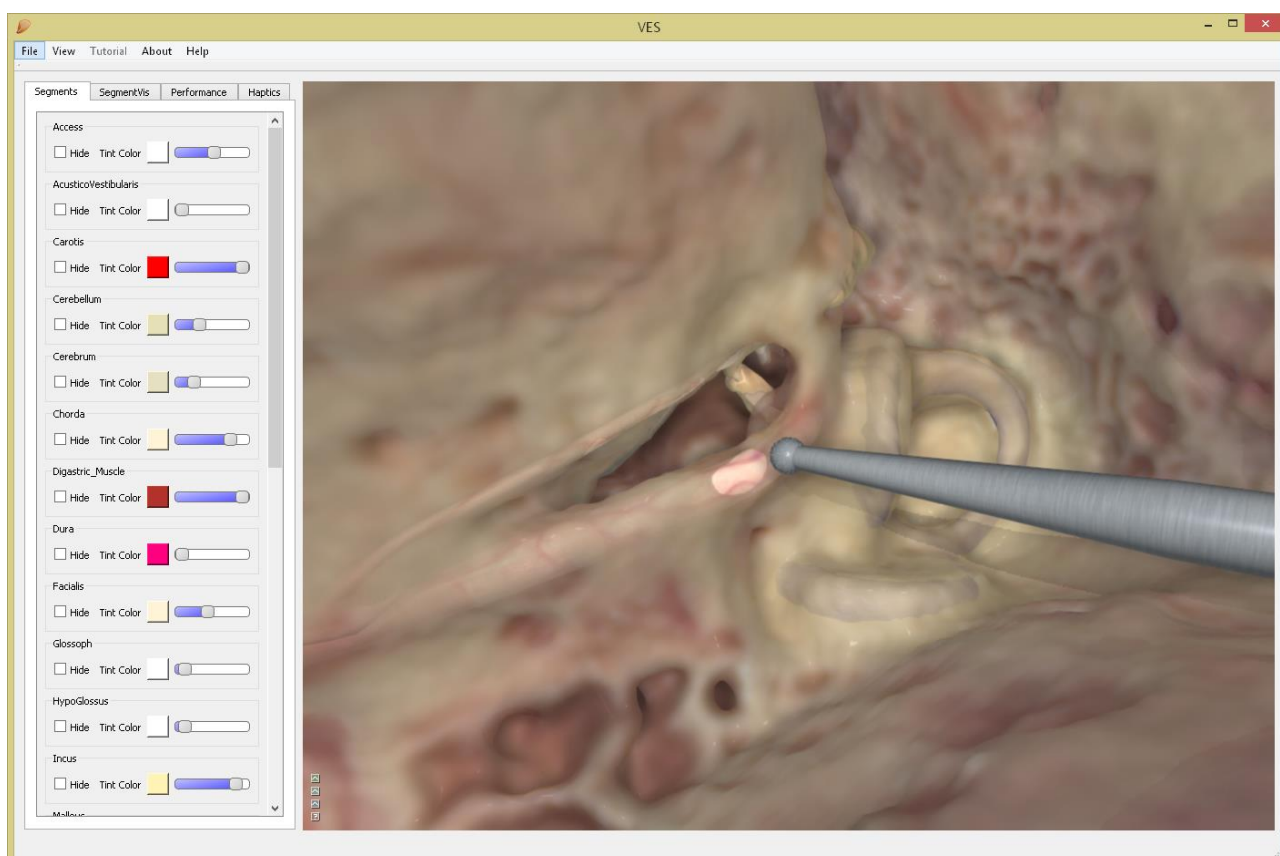 VES
File View Tutorial About Help
Segments SegmentVis Performance Haptics
Access
Hide Tint Color
AcusticoVestibularis
Hide Tint Color
Carotis
Hide Tint Color
Cerebellum
Hide Tint Color
Cerebrum
Hide Tint Color
Chorda
Hide Tint Color
Digastric_Muscle
Hide Tint Color
Dura
Hide Tint Color
Facialis
Hide Tint Color
Glossoph
Hide Tint Color
HypoGlossus
Hide Tint Color
Incus
Hide Tint Color
Malleus